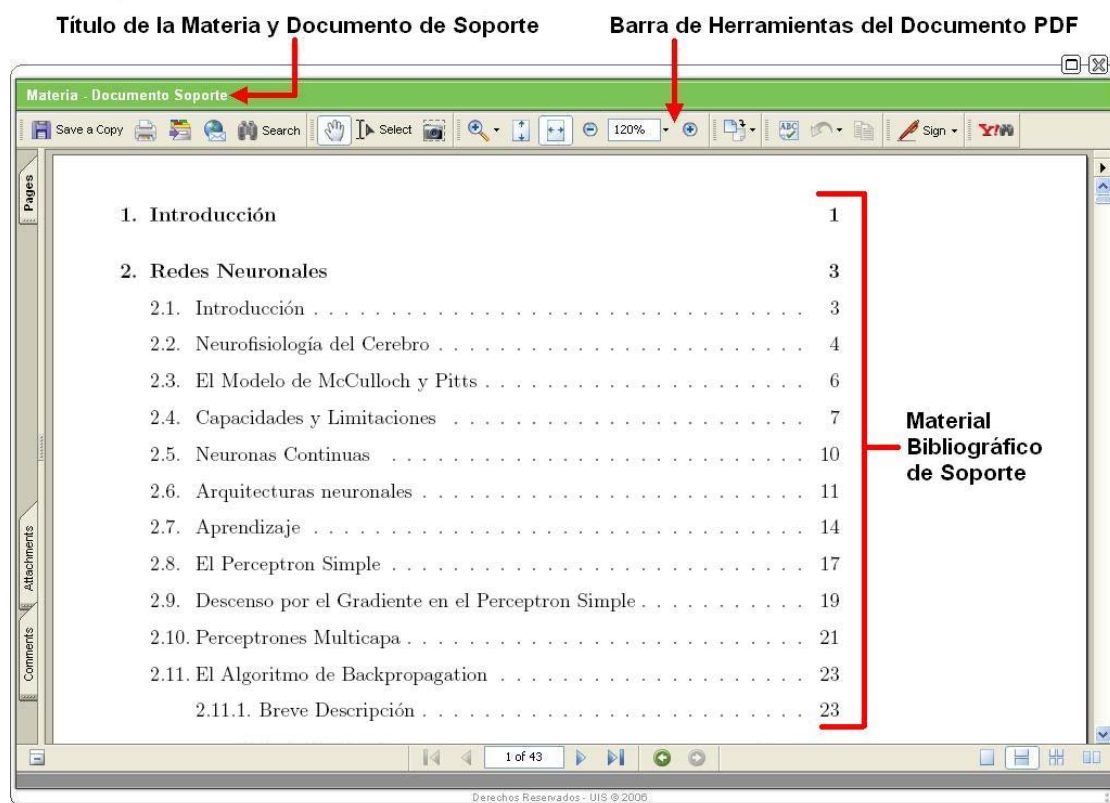 Título de la Materia y Documento de Soporte
Barra de Herramientas del Documento PDF
Materia - Documento Soporte
Save a Copy Search Select 120% Sign Y!
Pages
1. Introducción 1
2. Redes Neuronales 3
2.1. Introducción . . . . . . . . . . . . . . . . . . . . . . . . . . . . . . 3
2.2. Neurofisiología del Cerebro . . . . . . . . . . . . . . . . . . . . . . . 4
2.3. El Modelo de McCulloch y Pitts . . . . . . . . . . . . . . . . . . . . 6
2.4. Capacidades y Limitaciones . . . . . . . . . . . . . . . . . . . . . . 7
2.5. Neuronas Continuas . . . . . . . . . . . . . . . . . . . . . . . . . . 10
2.6. Arquitecturas neuronales . . . . . . . . . . . . . . . . . . . . . . . . 11
2.7. Aprendizaje . . . . . . . . . . . . . . . . . . . . . . . . . . . . . . 14
2.8. El Perceptron Simple . . . . . . . . . . . . . . . . . . . . . . . . . 17
2.9. Descenso por el Gradiente en el Perceptron Simple . . . . . . . . . . . 19
2.10. Perceptrones Multicapa . . . . . . . . . . . . . . . . . . . . . . . . 21
2.11. El Algoritmo de Backpropagation . . . . . . . . . . . . . . . . . . . 23
2.11.1. Breve Descripción . . . . . . . . . . . . . . . . . . . . . . . . 23
Material
Bibliográfico
de Soporte
Attachments
Comments
1 of 43
Derechos Reservados - UIS @ 2006